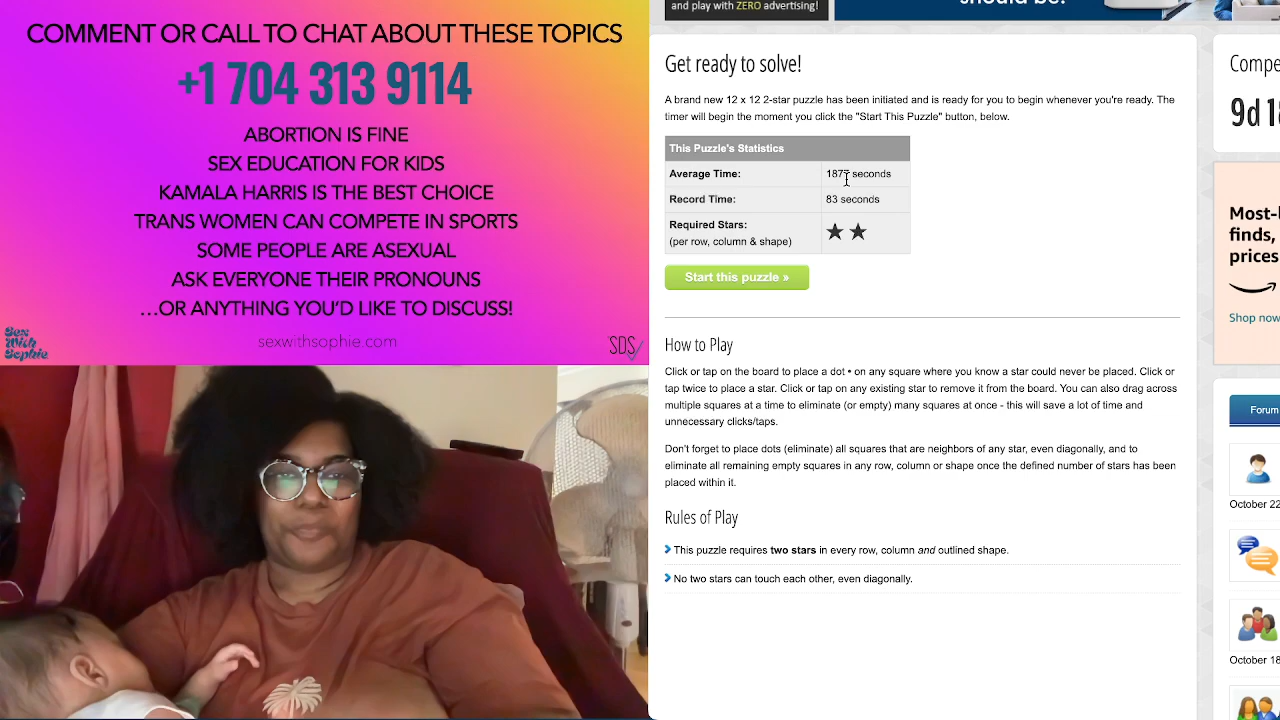 COMMENT OR CALL TO CHAT ABOUT THESE TOPICS
+1 704 313 9114
ABORTION IS FINE
SEX EDUCATION FOR KIDS
KAMALA HARRIS IS THE BEST CHOICE
TRANS WOMEN CAN COMPETE IN SPORTS
SOME PEOPLE ARE ASEXUAL
ASK EVERYONE THEIR PRONOUNS
…OR ANYTHING YOU'D LIKE TO DISCUSS!
sexwithsophie.com
Sex
With
Sophie
SDS
and play with ZERO advertising!
should be!
Get ready to solve!
A brand new 12 x 12 2-star puzzle has been initiated and is ready for you to begin whenever you're ready. The
timer will begin the moment you click the "Start This Puzzle" button, below.
This Puzzle's Statistics
Average Time: seconds
Record Time: 83 seconds
Required Stars:
(per row, column & shape)
Start this puzzle »
How to Play
Click or tap on the board to place a dot • on any square where you know a star could never be placed. Click or
tap twice to place a star. Click or tap on any existing star to remove it from the board. You can also drag across
multiple squares at a time to eliminate (or empty) many squares at once - this will save a lot of time and
unnecessary clicks/taps.
Don't forget to place dots (eliminate) all squares that are neighbors of any star, even diagonally, and to
eliminate all remaining empty squares in any row, column or shape once the defined number of stars has been
placed within it.
Rules of Play
This puzzle requires two stars in every row, column and outlined shape.
No two stars can touch each other, even diagonally.
Compe
9d 18
Most-l
finds,
prices
Shop now
Forum
October 22
October 18